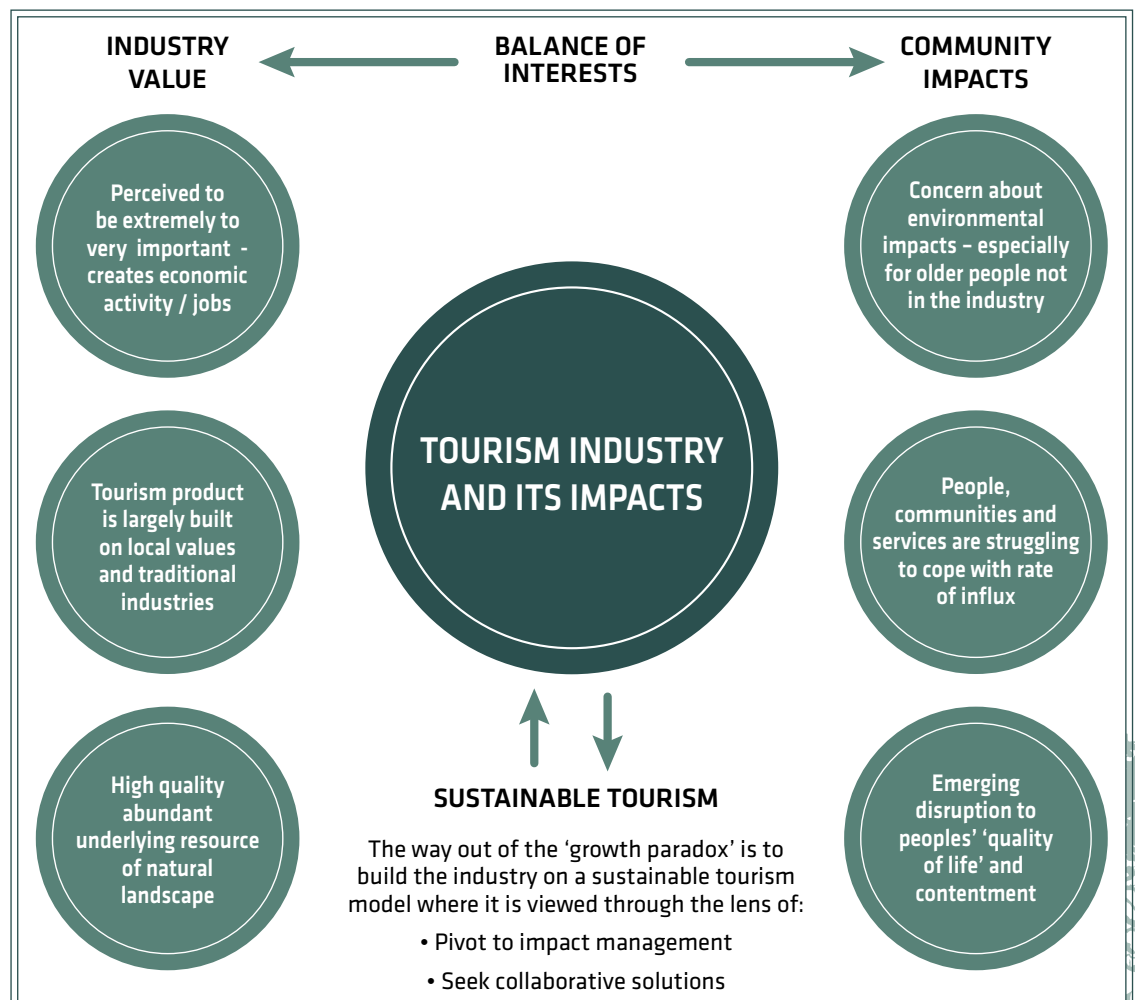 INDUSTRY
VALUE
BALANCE OF
INTERESTS
COMMUNITY
IMPACTS
Perceived to
be extremely to
very important -
creates economic
activity / jobs
Tourism product
is largely built
on local values
and traditional
industries
High quality
abundant
underlying resource
of natural
landscape
TOURISM INDUSTRY
AND ITS IMPACTS
SUSTAINABLE TOURISM
The way out of the ‘growth paradox’ is to
build the industry on a sustainable tourism
model where it is viewed through the lens of:
• Pivot to impact management
• Seek collaborative solutions
Concern about
environmental
impacts – especially
for older people not
in the industry
People,
communities and
services are struggling
to cope with rate
of influx
Emerging
disruption to
peoples’ ‘quality
of life’ and
contentment